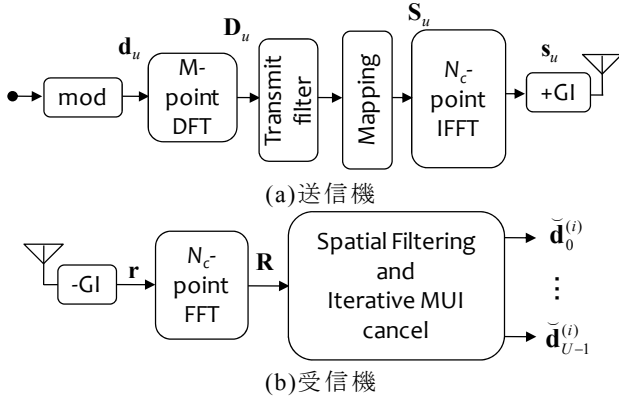 d_u
D_u
S_u
s_u
mod
M-
point
DFT
Transmit
filter
Mapping
N_c-
point
IFFT
+GI
(a)送信機
-GI
r
N_c-
point
FFT
R
Spatial Filtering
and
Iterative MUI
cancel
d̆_0^{(i)}
⋮
d̆_{U-1}^{(i)}
(b)受信機